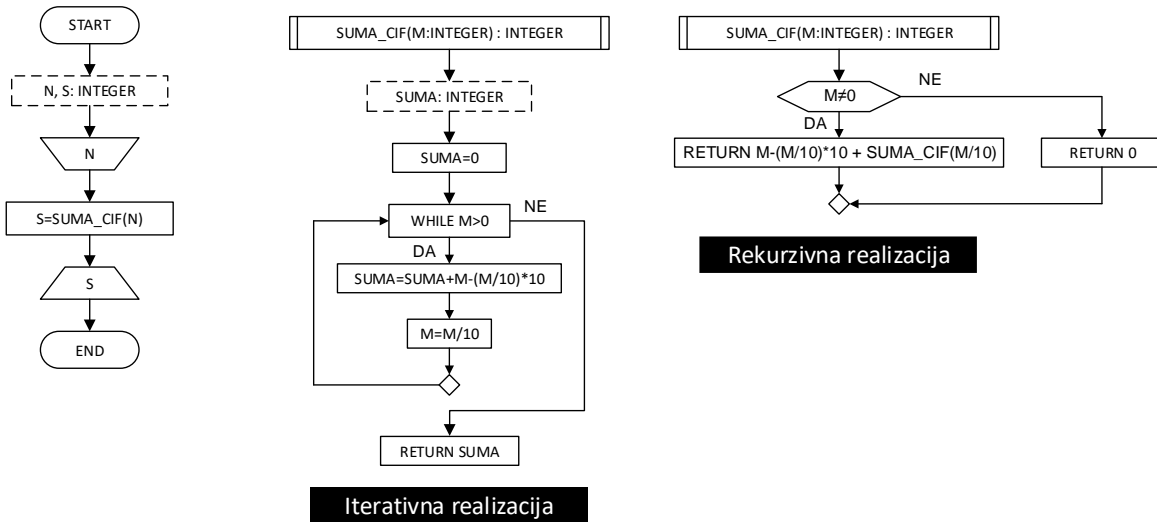 START
N, S: INTEGER
N
S=SUMA_CIF(N)
S
END
SUMA_CIF(M:INTEGER) : INTEGER
SUMA: INTEGER
SUMA=0
WHILE M>0
NE
DA
SUMA=SUMA+M-(M/10)*10
M=M/10
RETURN SUMA
Iterativna realizacija
SUMA_CIF(M:INTEGER) : INTEGER
M≠0
NE
DA
RETURN M-(M/10)*10 + SUMA_CIF(M/10)
RETURN 0
Rekurzivna realizacija